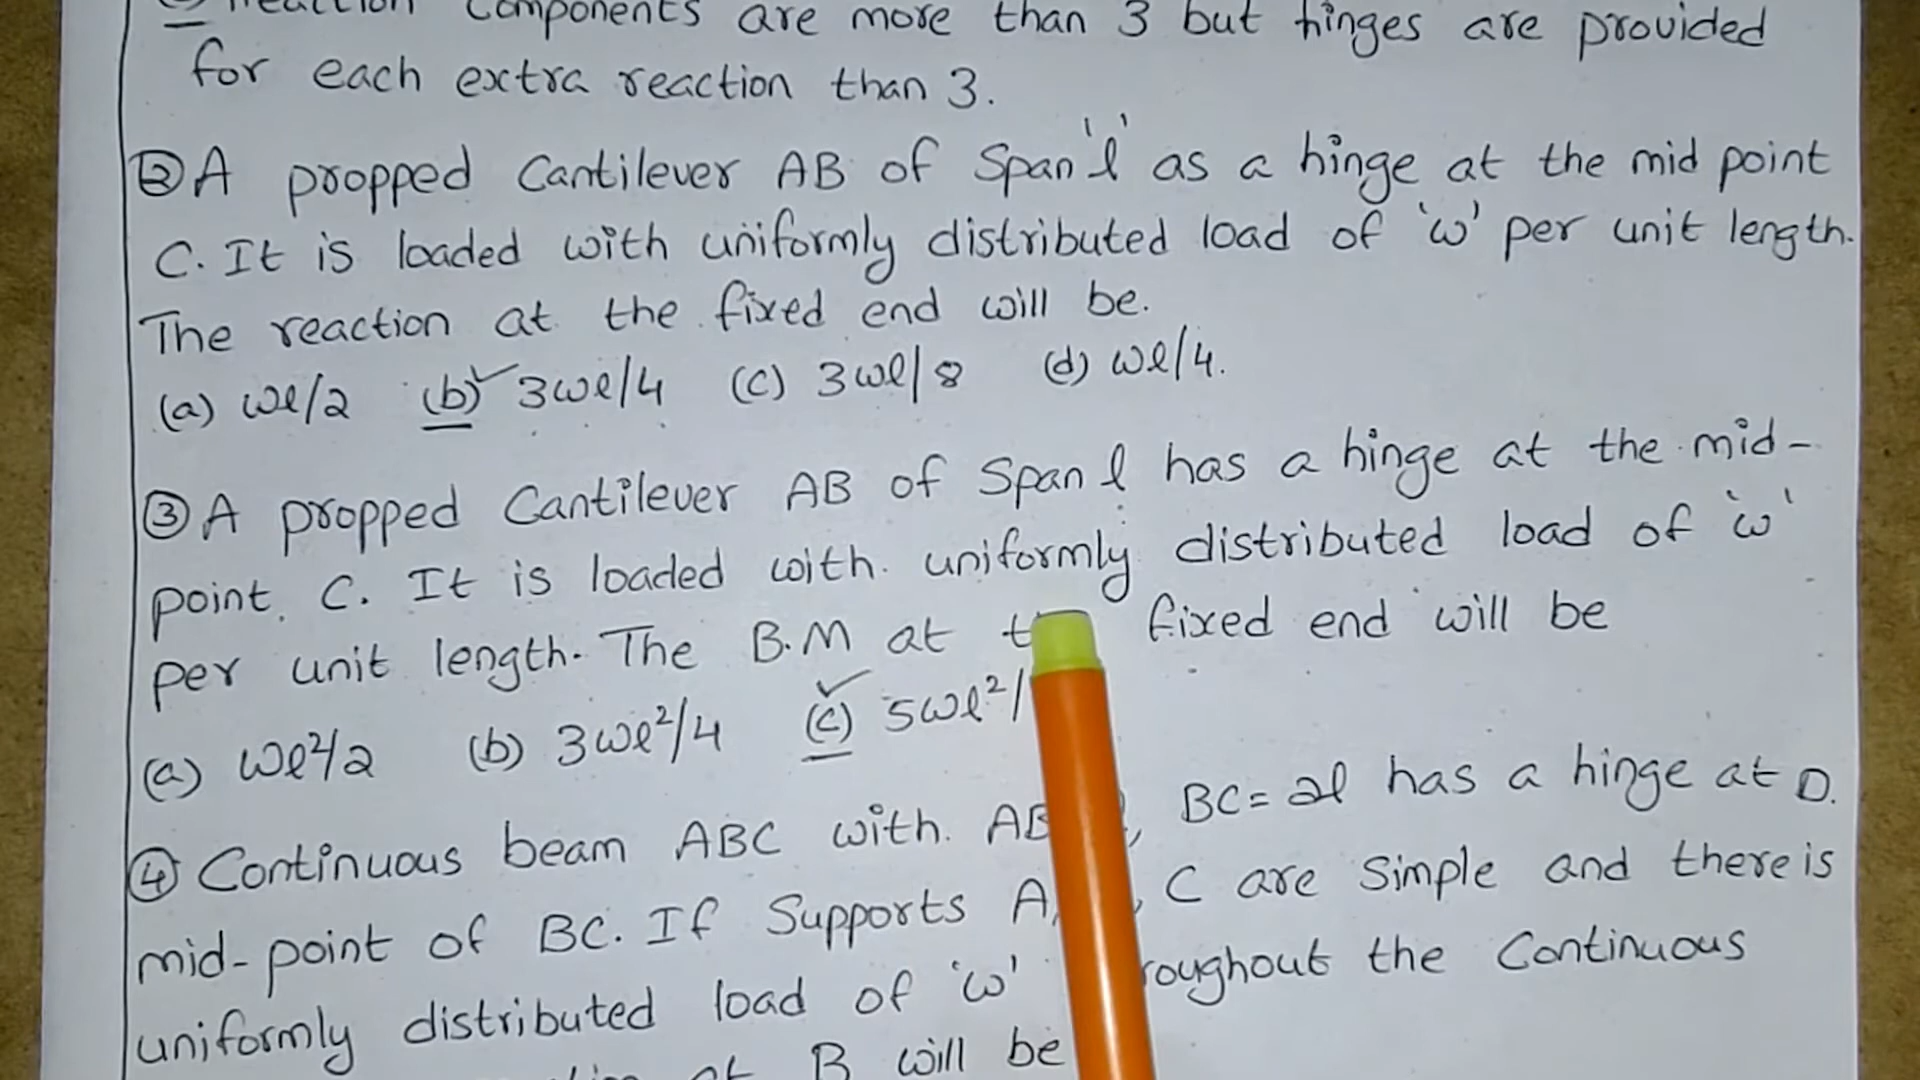 Components are more than 3 but hinges are provided
for each extra reaction than 3.
② A propped Cantilever AB of Span 'l' as a hinge at the mid point
C. It is loaded with uniformly distributed load of 'w' per unit length.
The reaction at the fixed end will be.
(a) wl/2 (b) 3wl/4 (c) 3wl/8 (d) wl/4.
③ A propped Cantilever AB of Span l has a hinge at the mid-
point. C. It is loaded with uniformly distributed load of 'w'
per unit length. The B.M at fixed end will be
(a) wl²/2 (b) 3wl²/4 (c) 5wl²/
④ Continuous beam ABC with. BC = 2l has a hinge at D.
mid-point of BC. If Supports A, C are Simple and there is
uniformly distributed load of 'w' the Continuous
at B will be